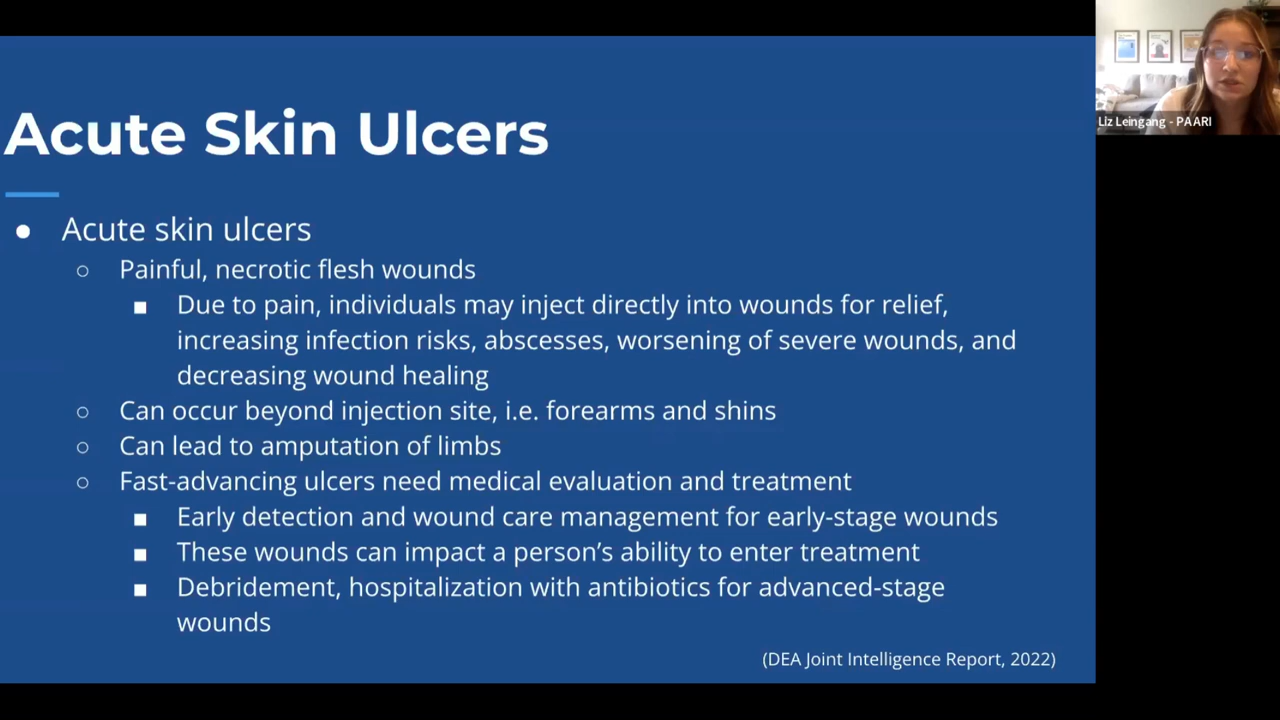 Acute Skin Ulcers
● Acute skin ulcers
○ Painful, necrotic flesh wounds
■ Due to pain, individuals may inject directly into wounds for relief,
increasing infection risks, abscesses, worsening of severe wounds, and
decreasing wound healing
○ Can occur beyond injection site, i.e. forearms and shins
○ Can lead to amputation of limbs
○ Fast-advancing ulcers need medical evaluation and treatment
■ Early detection and wound care management for early-stage wounds
■ These wounds can impact a person’s ability to enter treatment
■ Debridement, hospitalization with antibiotics for advanced-stage
wounds
(DEA Joint Intelligence Report, 2022)
Liz Leingang - PAARI